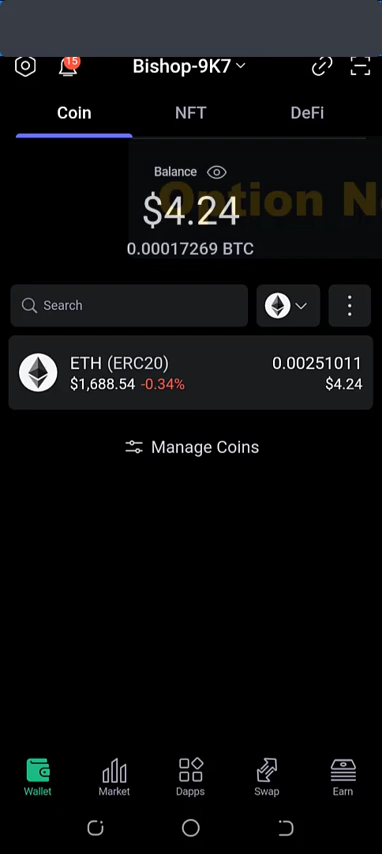 15
Bishop-9K7
Coin NFT DeFi
Balance
Option N
$4.24
0.00017269 BTC
Search
ETH (ERC20) 0.00251011
$1,688.54 -0.34% $4.24
Manage Coins
Wallet Market Dapps Swap Earn